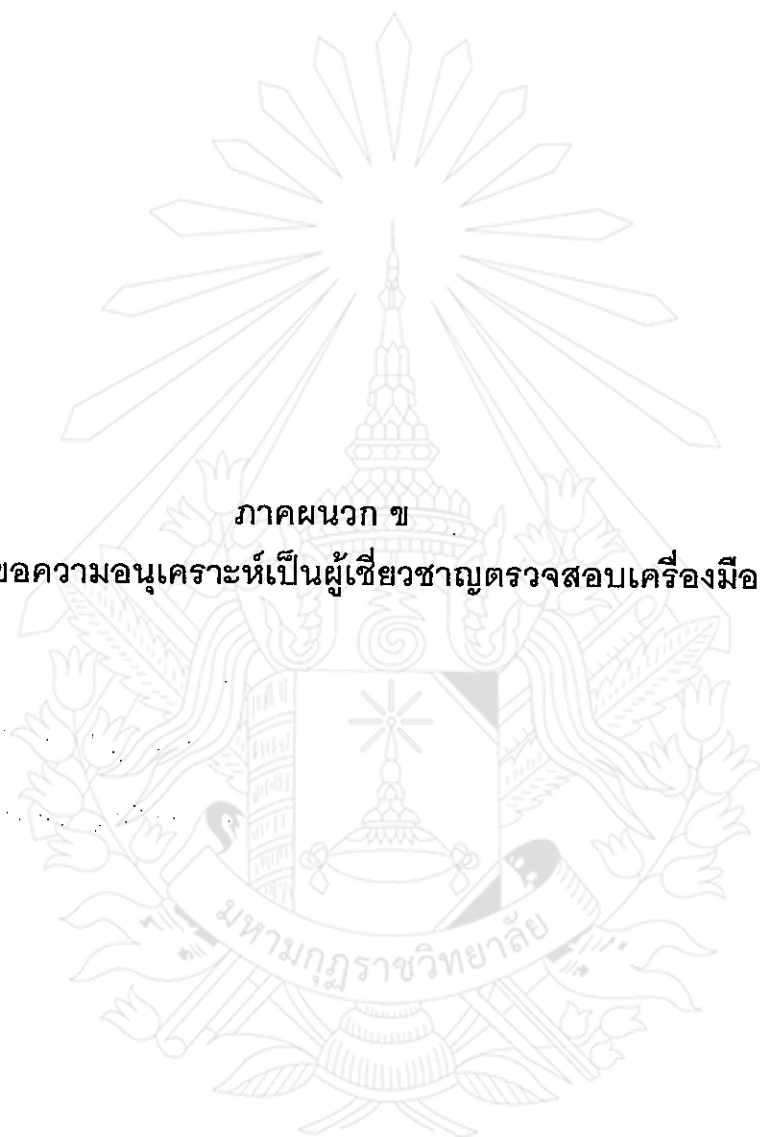 ภาคผนวก ข
ขอความอนุเคราะห์เป็นผู้เชี่ยวชาญตรวจสอบเครื่องมือ
มหามกุฏราชวิทยาลัย